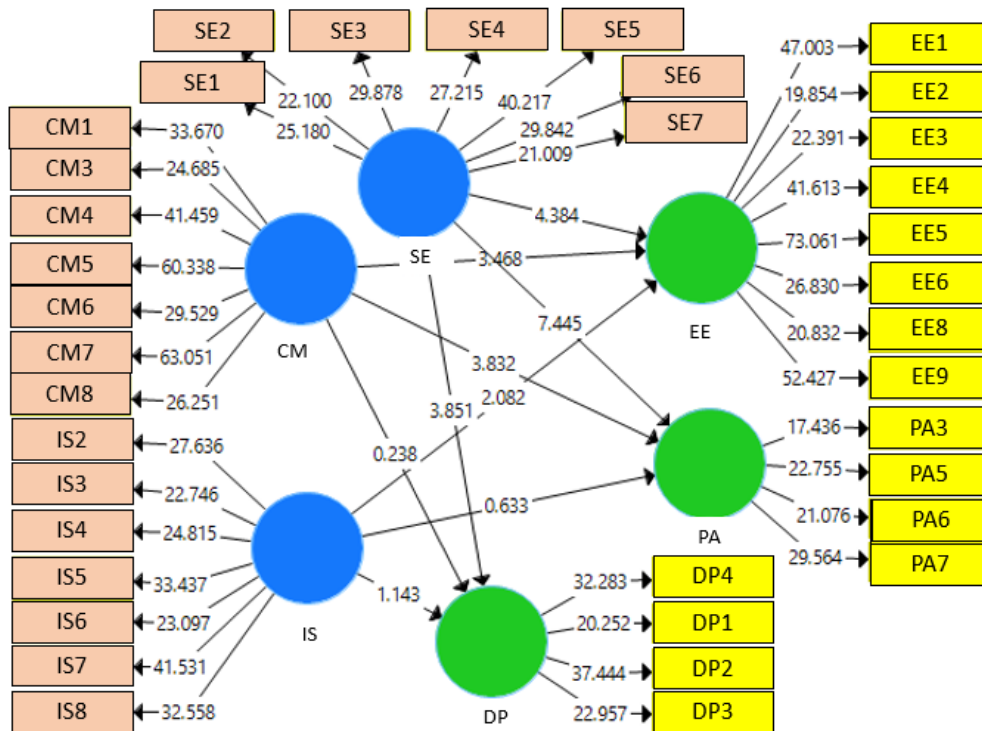 SE2
SE3
SE4
SE5
EE1
SE1
SE6
EE2
SE7
EE3
EE4
EE5
EE6
EE8
EE9
22.100
29.878
27.215
40.217
25.180
29.842
21.009
47.003
19.854
22.391
41.613
73.061
26.830
20.832
52.427
CM1
CM3
CM4
CM5
CM6
CM7
CM8
33.670
24.685
41.459
60.338
29.529
63.051
26.251
SE
CM
EE
4.384
3.468
7.445
3.832
2.082
3.851
0.238
0.633
1.143
IS2
IS3
IS4
IS5
IS6
IS7
IS8
27.636
22.746
24.815
33.437
23.097
41.531
32.558
IS
PA
17.436
22.755
21.076
29.564
PA3
PA5
PA6
PA7
DP
32.283
20.252
37.444
22.957
DP4
DP1
DP2
DP3